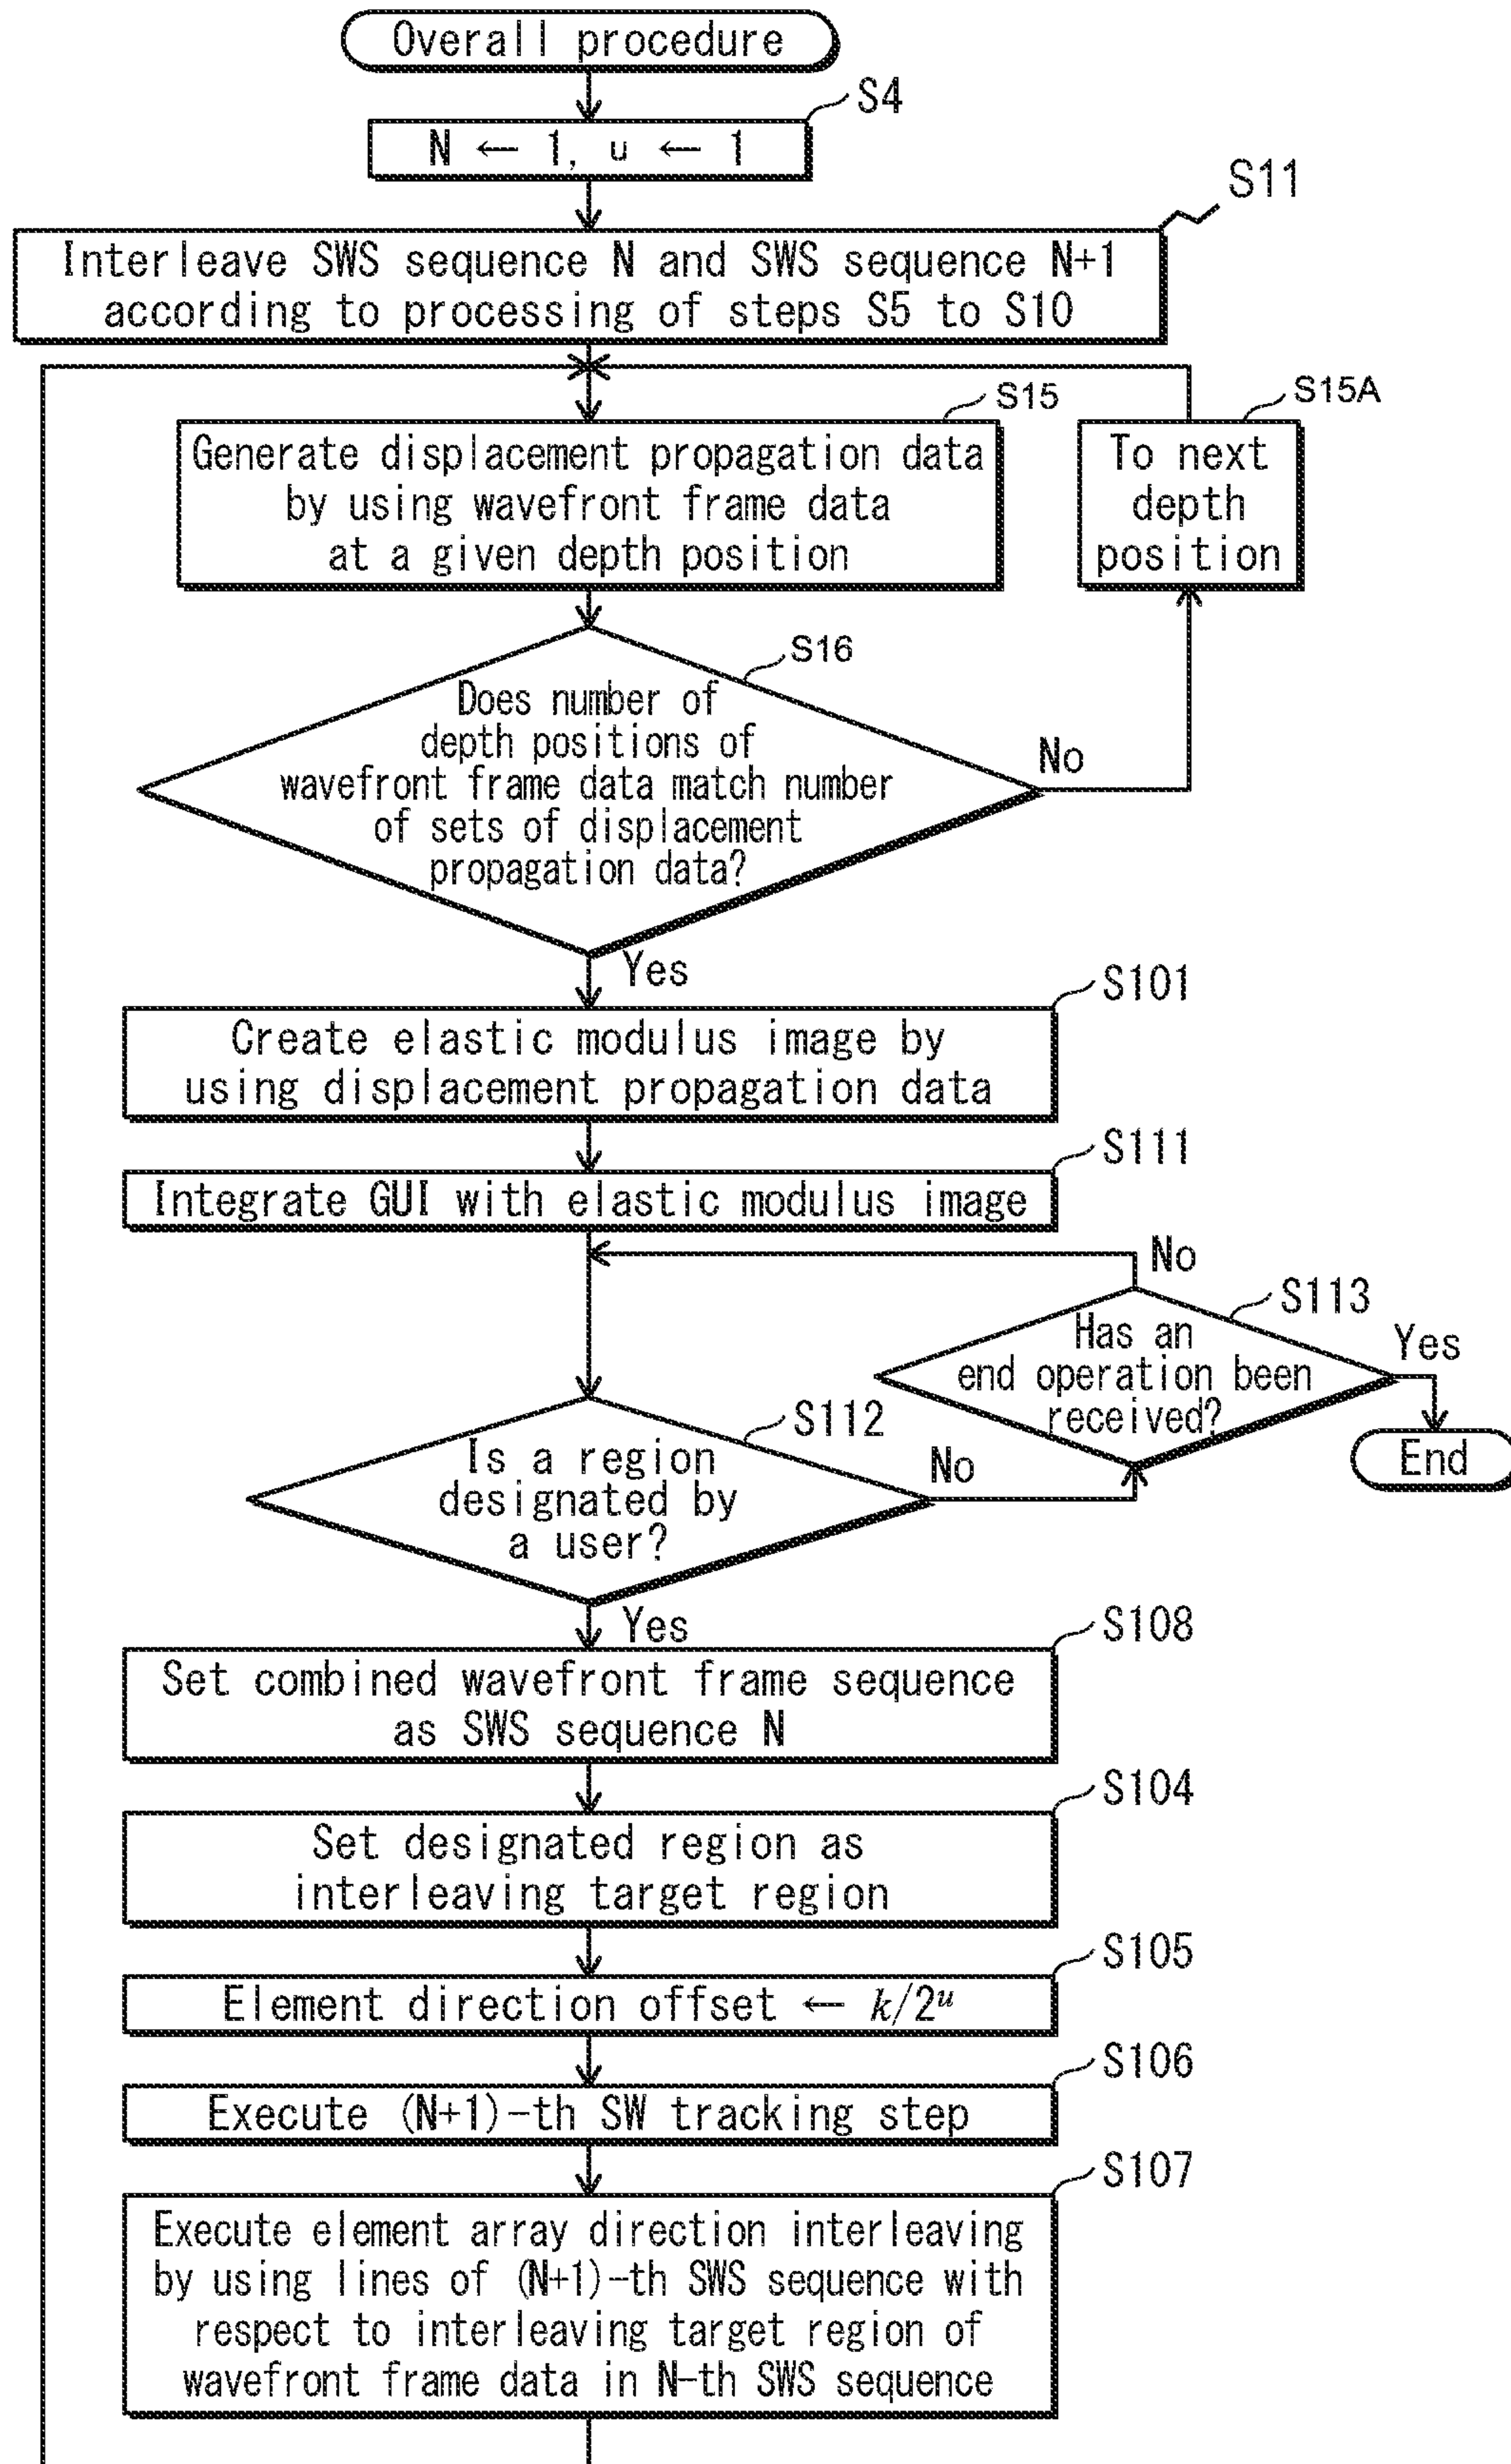 Overall procedure
S4
N ← 1, u ← 1
S11
Interleave SWS sequence N and SWS sequence N+1
according to processing of steps S5 to S10
S15
Generate displacement propagation data
by using wavefront frame data
at a given depth position
S15A
To next
depth
position
S16
Does number of
depth positions of
wavefront frame data match number
of sets of displacement
propagation data?
No
Yes
S101
Create elastic modulus image by
using displacement propagation data
S111
Integrate GUI with elastic modulus image
No
S113
Has an
end operation been
received?
Yes
End
S112
Is a region
designated by
a user?
No
Yes
S108
Set combined wavefront frame sequence
as SWS sequence N
S104
Set designated region as
interleaving target region
S105
Element direction offset ← k/2ᵘ
S106
Execute (N+1)-th SW tracking step
S107
Execute element array direction interleaving
by using lines of (N+1)-th SWS sequence with
respect to interleaving target region of
wavefront frame data in N-th SWS sequence